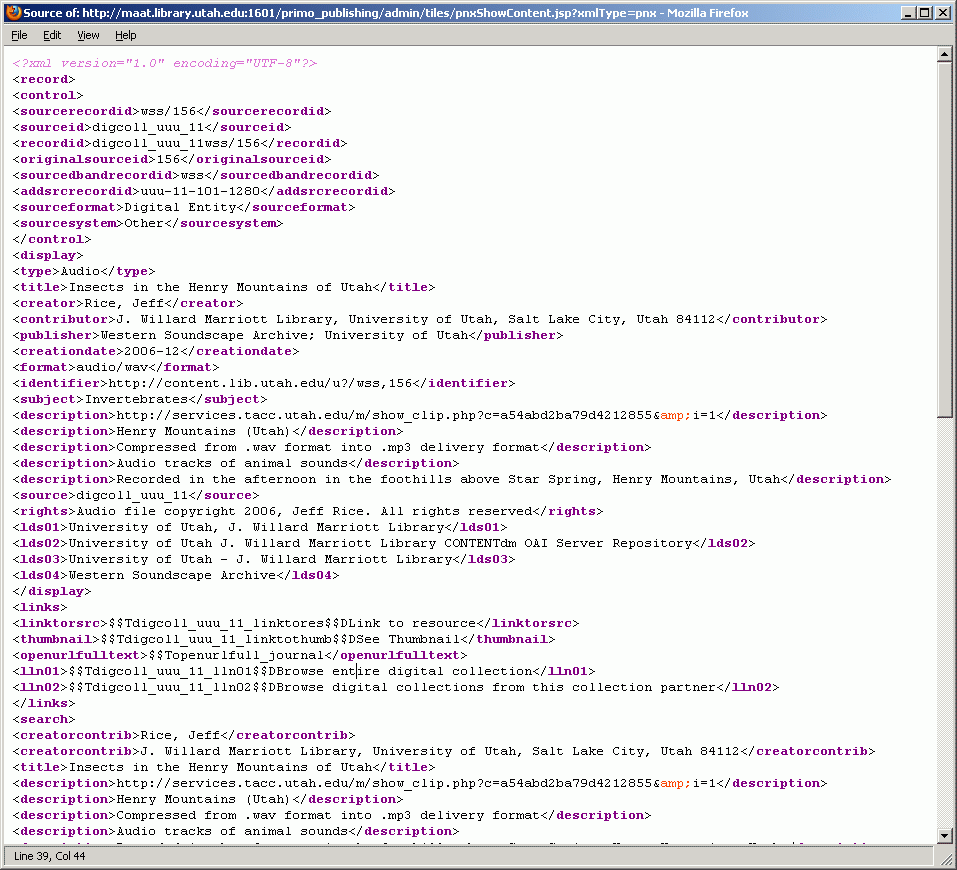 Source of: http://maat.library.utah.edu:1601/primo_publishing/admin/tiles/pnxShowContent.jsp?xmlType=pnx - Mozilla Firefox
File Edit View Help
<?xml version="1.0" encoding="UTF-8"?>
<record>
<control>
<sourcerecordid>wss/156</sourcerecordid>
<sourceid>digcoll_uuu_11</sourceid>
<recordid>digcoll_uuu_11wss/156</recordid>
<originalsourceid>156</originalsourceid>
<sourcedbandrecordid>wss</sourcedbandrecordid>
<addsrcrecordid>uuu-11-101-1280</addsrcrecordid>
<sourceformat>Digital Entity</sourceformat>
<sourcesystem>Other</sourcesystem>
</control>
<display>
<type>Audio</type>
<title>Insects in the Henry Mountains of Utah</title>
<creator>Rice, Jeff</creator>
<contributor>J. Willard Marriott Library, University of Utah, Salt Lake City, Utah 84112</contributor>
<publisher>Western Soundscape Archive; University of Utah</publisher>
<creationdate>2006-12</creationdate>
<format>audio/wav</format>
<identifier>http://content.lib.utah.edu/u?/wss,156</identifier>
<subject>Invertebrates</subject>
<description>http://services.tacc.utah.edu/m/show_clip.php?c=a54abd2ba79d4212855&amp;i=1</description>
<description>Henry Mountains (Utah)</description>
<description>Compressed from .wav format into .mp3 delivery format</description>
<description>Audio tracks of animal sounds</description>
<description>Recorded in the afternoon in the foothills above Star Spring, Henry Mountains, Utah</description>
<source>digcoll_uuu_11</source>
<rights>Audio file copyright 2006, Jeff Rice. All rights reserved</rights>
<lds01>University of Utah, J. Willard Marriott Library</lds01>
<lds02>University of Utah J. Willard Marriott Library CONTENTdm OAI Server Repository</lds02>
<lds03>University of Utah - J. Willard Marriott Library</lds03>
<lds04>Western Soundscape Archive</lds04>
</display>
<links>
<linktorsrc>$$Tdigcoll_uuu_11_linktores$$DLink to resource</linktorsrc>
<thumbnail>$$Tdigcoll_uuu_11_linktothumb$$DSee Thumbnail</thumbnail>
<openurlfulltext>$$Topenurlfull_journal</openurlfulltext>
<lln01>$$Tdigcoll_uuu_11_lln01$$DBrowse entire digital collection</lln01>
<lln02>$$Tdigcoll_uuu_11_lln02$$DBrowse digital collections from this collection partner</lln02>
</links>
<search>
<creatorcontrib>Rice, Jeff</creatorcontrib>
<creatorcontrib>J. Willard Marriott Library, University of Utah, Salt Lake City, Utah 84112</creatorcontrib>
<title>Insects in the Henry Mountains of Utah</title>
<description>http://services.tacc.utah.edu/m/show_clip.php?c=a54abd2ba79d4212855&amp;i=1</description>
<description>Henry Mountains (Utah)</description>
<description>Compressed from .wav format into .mp3 delivery format</description>
<description>Audio tracks of animal sounds</description>
Line 39, Col 44